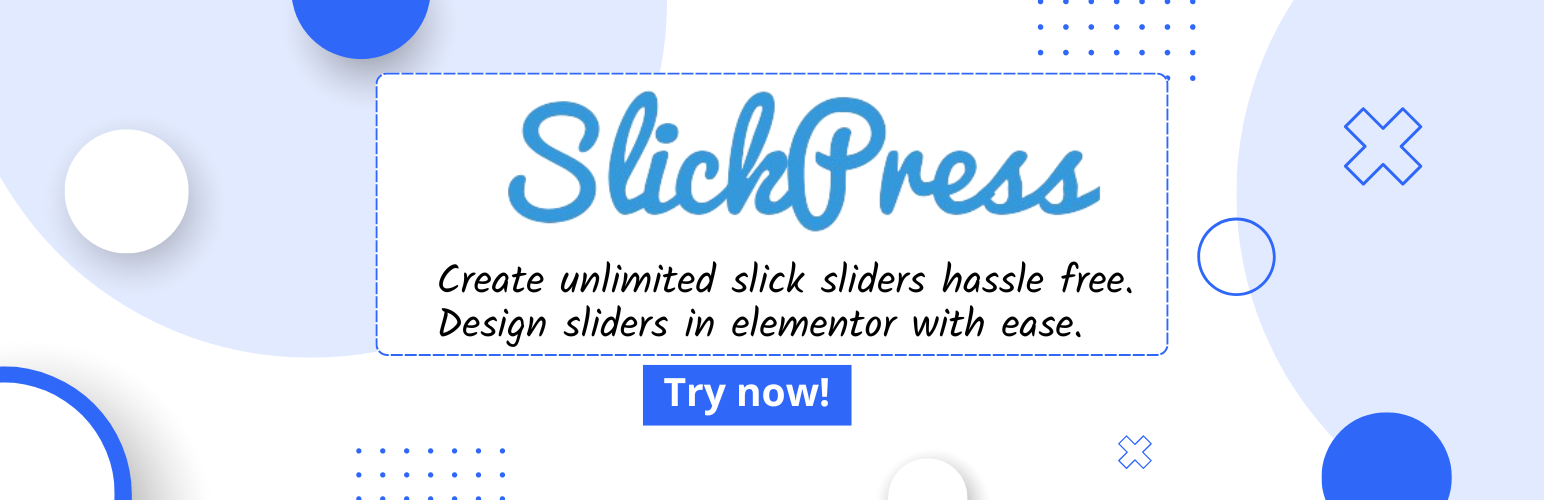 SlickPress
Create unlimited slick sliders hassle free.
Design sliders in elementor with ease.
Try now!